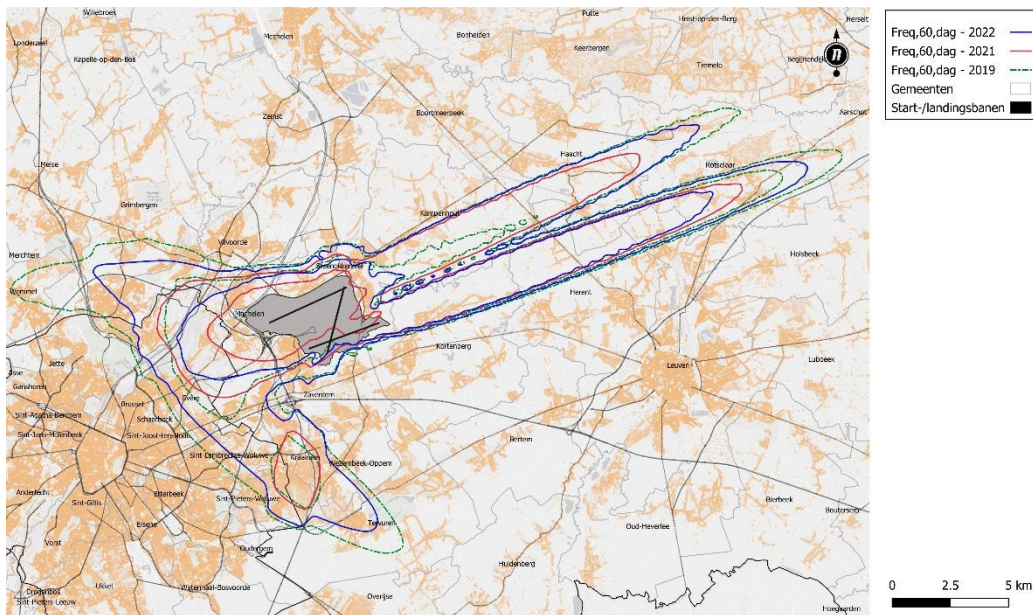 Willebroek
Putte
Heist-op-den-Berg
Herselt
Londerzeel
Mechelen
Bonheiden
Keerbergen
Kapelle-op-den-Bos
Tremelo
Begijnendijk
n
Zemst
Boortmeerbeek
Aarschot
Meise
Haacht
Rotselaar
Grimbergen
Kampenhout
Vilvoorde
Merchtem
Holsbeek
Steenokkerzeel
Wemmel
Herent
Machelen
Kortenberg
Jette
Leuven
Lubbeek
Asse
Ganshoren
Evere
Zaventem
Brussel
Sint-Agatha-Berchem
Schaarbeek
Sint-Jans-Molenbeek
Sint-Joost-ten-Node
Bertem
Sint-Lambrechts-Woluwe
Kraainem
Wezembeek-Oppem
Anderlecht
Etterbeek
Sint-Pieters-Woluwe
Bierbeek
Sint-Gillis
Boutersem
Elsene
Tervuren
Oud-Heverlee
Vorst
Oudergem
Huldenberg
Ukkel
Watermaal-Bosvoorde
Drogenbos
Overijse
Sint-Pieters-Leeuw
Hoegaarden
Freq,60,dag - 2022
Freq,60,dag - 2021
Freq,60,dag - 2019
Gemeenten
Start-/landingsbanen
0 2.5 5 km